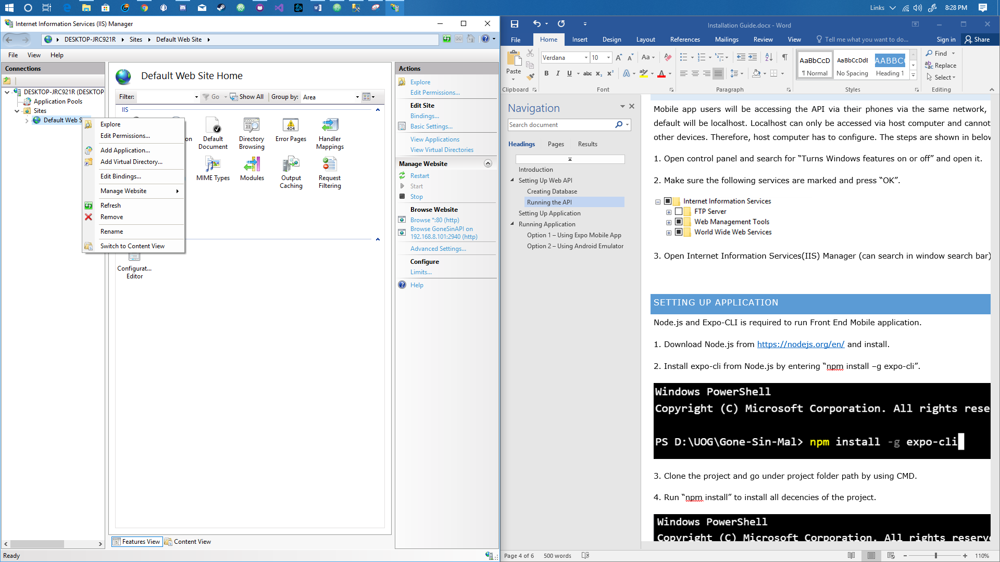 Links
8:28 PM
Internet Information Services (IIS) Manager
DESKTOP-JRC921R
Sites
Default Web Site
File
View
Help
Connections
DESKTOP-JRC921R (DESKTOP
Application Pools
Sites
Default Web S
Explore
Edit Permissions...
Add Application...
Add Virtual Directory...
Edit Bindings...
Manage Website
Refresh
Remove
Rename
Switch to Content View
Default Web Site Home
Filter:
Go
Show All
Group by:
Area
IIS
on
Default Document
Directory Browsing
Error Pages
404
Handler Mappings
MIME Types
Modules
Output Caching
Request Filtering
Configurat... Editor
Features View
Content View
Ready
Actions
Explore
Edit Permissions...
Edit Site
Bindings...
Basic Settings...
View Applications
View Virtual Directories
Manage Website
Restart
Start
Stop
Browse Website
Browse *:80 (http)
Browse GoneSinAPI on
192.168.8.101:2940 (http)
Advanced Settings...
Configure
Limits...
Help
Installation Guide.docx - Word
File
Home
Insert
Design
Layout
References
Mailings
Review
View
Tell me what you want to do...
Sign in
Share
Paste
Clipboard
Verdana
10
Font
Paragraph
AaBbCcD
¶ Normal
AaBbCcDdE
No Spacing
AABBCC
Heading 1
Styles
Find
Replace
Select
Editing
Navigation
Search document
Headings
Pages
Results
Introduction
Setting Up Web API
Creating Database
Running the API
Setting Up Application
Running Application
Option 1 – Using Expo Mobile App
Option 2 – Using Android Emulator
Mobile app users will be accessing the API via their phones via the same network,
default will be localhost. Localhost can only be accessed via host computer and cannot
other devices. Therefore, host computer has to configure. The steps are shown in below
1. Open control panel and search for “Turns Windows features on or off” and open it.
2. Make sure the following services are marked and press “OK”.
Internet Information Services
FTP Server
Web Management Tools
World Wide Web Services
3. Open Internet Information Services(IIS) Manager (can search in window search bar)
SETTING UP APPLICATION
Node.js and Expo-CLI is required to run Front End Mobile application.
1. Download Node.js from https://nodejs.org/en/ and install.
2. Install expo-cli from Node.js by entering “npm install –g expo-cli”.
Windows PowerShell
Copyright (C) Microsoft Corporation. All rights rese
PS D:\UOG\Gone-Sin-Mal> npm install -g expo-cli
3. Clone the project and go under project folder path by using CMD.
4. Run “npm install” to install all decencies of the project.
Windows PowerShell
Copyright (C) Microsoft Corporation. All rights reserve
Page 4 of 6
500 words
110%